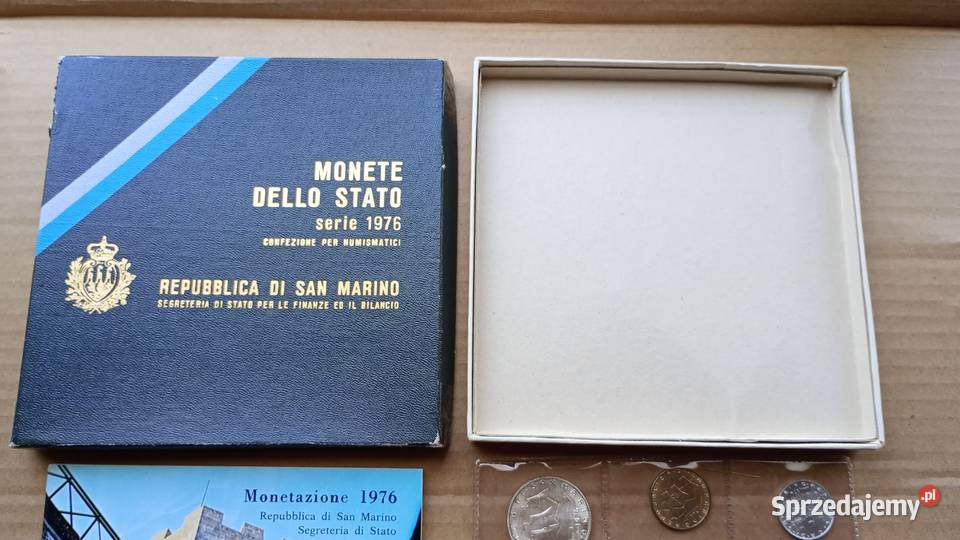 MONETE
DELLO STATO
serie 1976
CONFEZIONE PER NUMISMATICI
REPUBBLICA DI SAN MARINO
SEGRETERIA DI STATO PER LE FINANZE ED IL BILANCIO
Monetazione 1976
Repubblica di San Marino
Segreteria di Stato
Sprzedajemy.pl